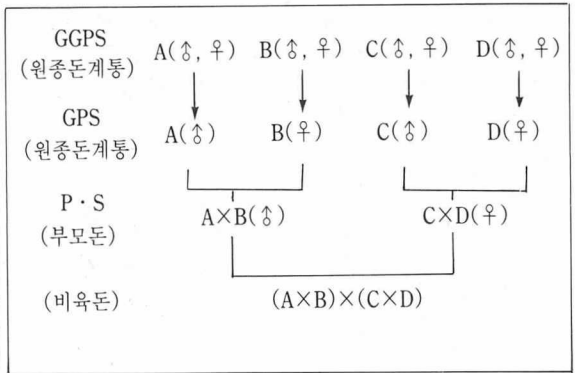 GGPS A(♂, ♀) B(♂, ♀) C(♂, ♀) D(♂, ♀)
(원종돈계통)
GPS
(원종돈계통) A(♂) B(♀) C(♂) D(♀)
P·S A×B(♂) C×D(♀)
(부모돈)
(비육돈) (A×B)×(C×D)